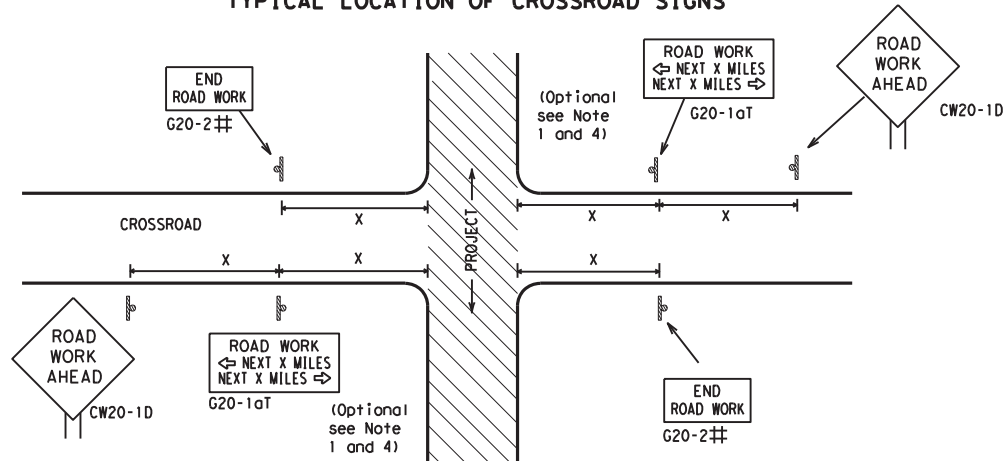 TYPICAL LOCATION OF CROSSROAD SIGNS
END
ROAD WORK
G20-2#
ROAD WORK
⇦ NEXT X MILES
NEXT X MILES ⇨
G20-1aT
(Optional
see Note
1 and 4)
ROAD
WORK
AHEAD
CW20-1D
X
X
X
CROSSROAD
PROJECT
X
X
X
ROAD
WORK
AHEAD
CW20-1D
ROAD WORK
⇦ NEXT X MILES
NEXT X MILES ⇨
G20-1aT
(Optional
see Note
1 and 4)
END
ROAD WORK
G20-2#